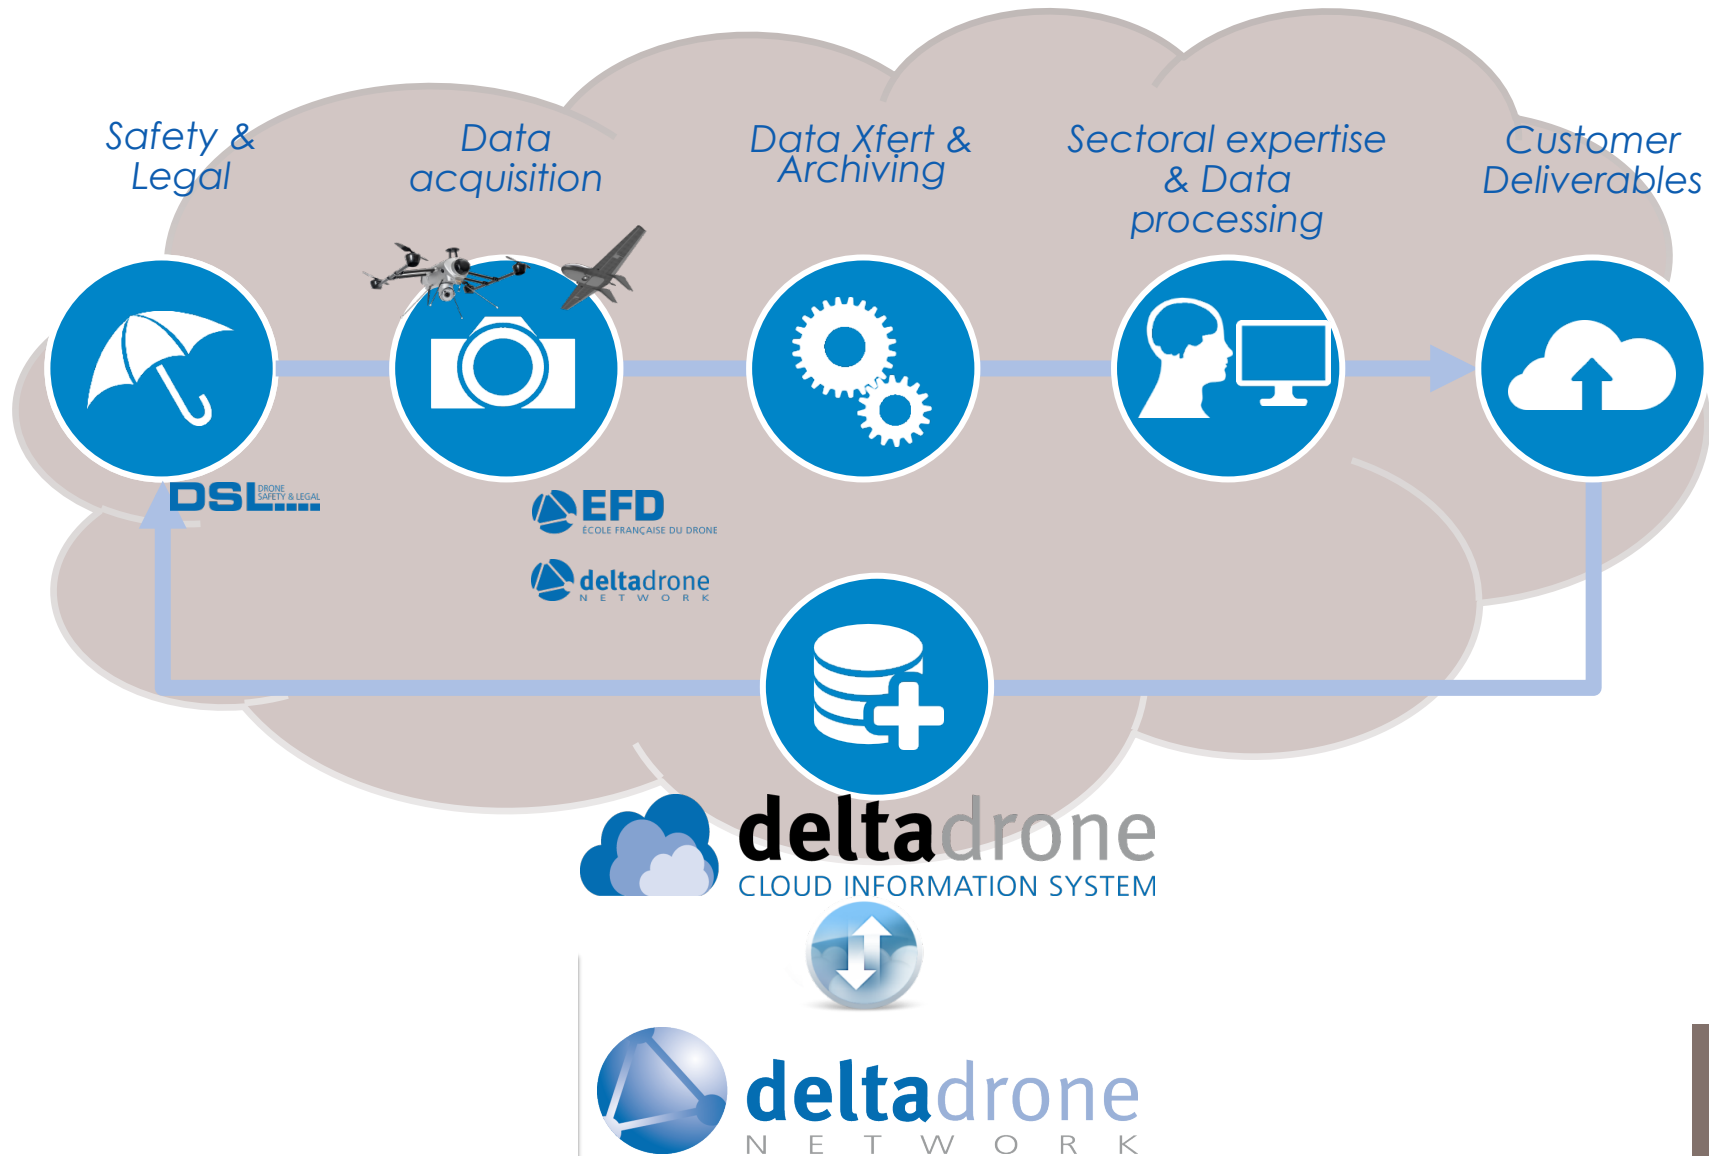 Safety &
Legal
Data
acquisition
Data Xfert &
Archiving
Sectoral expertise
& Data
processing
Customer
Deliverables
DSL DRONE
SAFETY & LEGAL
EFD
ÉCOLE FRANÇAISE DU DRONE
deltadrone
NETWORK
deltadrone
CLOUD INFORMATION SYSTEM
deltadrone
NETWORK